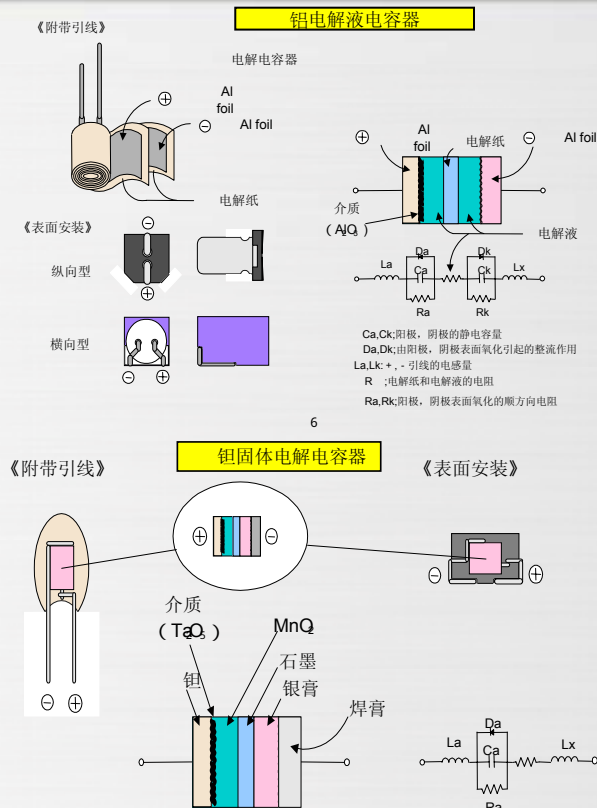 铝电解液电容器
《附带引线》
电解电容器
⊕
Al
foil
⊖
Al foil
电解纸
⊕
Al
foil
电解纸
⊖
Al foil
介质
(Al₂O₃)
电解液
La
Da
Ca
Ra
Dk
Ck
Rk
Lx
《表面安装》
⊖
纵向型
⊕
横向型
⊖ ⊕
Ca,Ck;阳极，阴极的静电容量
Da,Dk;由阳极，阴极表面氧化引起的整流作用
La,Lk: + , - 引线的电感量
R ;电解纸和电解液的电阻
Ra,Rk;阳极，阴极表面氧化的顺方向电阻
6
钽固体电解电容器
《附带引线》
《表面安装》
⊕ ⊖
⊖ ⊕
⊖ ⊕
介质
(Ta₂O₅)
MnO₂
钽
石墨
银膏
焊膏
La
Da
Ca
Ra
Lx